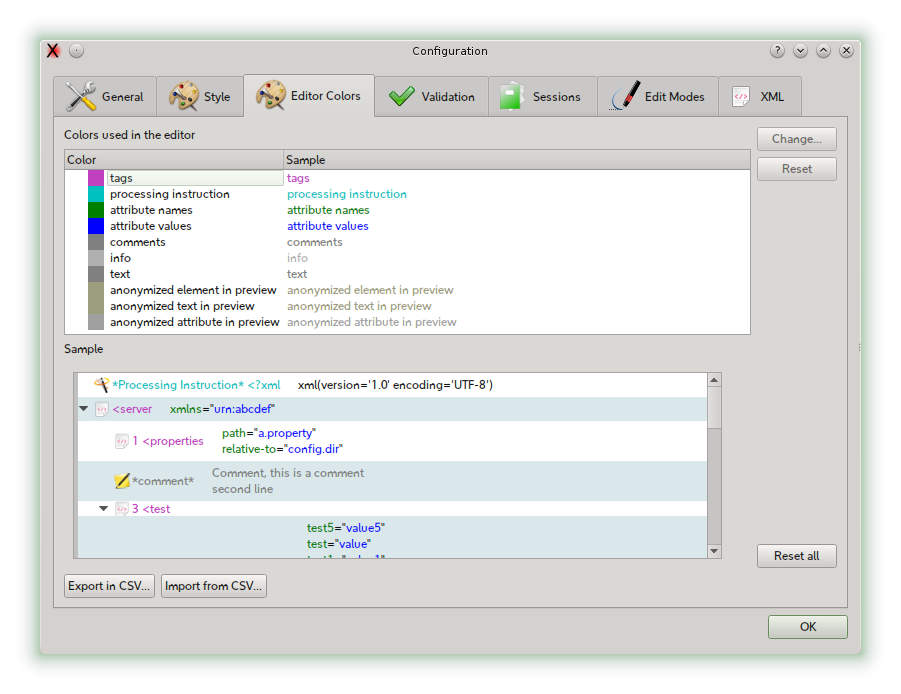 Configuration
General Style Editor Colors Validation Sessions Edit Modes XML
Colors used in the editor
Change...
Color Sample
Reset
tags tags
processing instruction processing instruction
attribute names attribute names
attribute values attribute values
comments comments
info info
text text
anonymized element in preview anonymized element in preview
anonymized text in preview anonymized text in preview
anonymized attribute in preview anonymized attribute in preview
Sample
*Processing Instruction* <?xml xml(version='1.0' encoding='UTF-8')
<server xmlns="urn:abcdef"
1 <properties path="a.property"
relative-to="config.dir"
*comment* Comment, this is a comment
second line
3 <test
test5="value5"
test="value"
Reset all
Export in CSV... Import from CSV...
OK